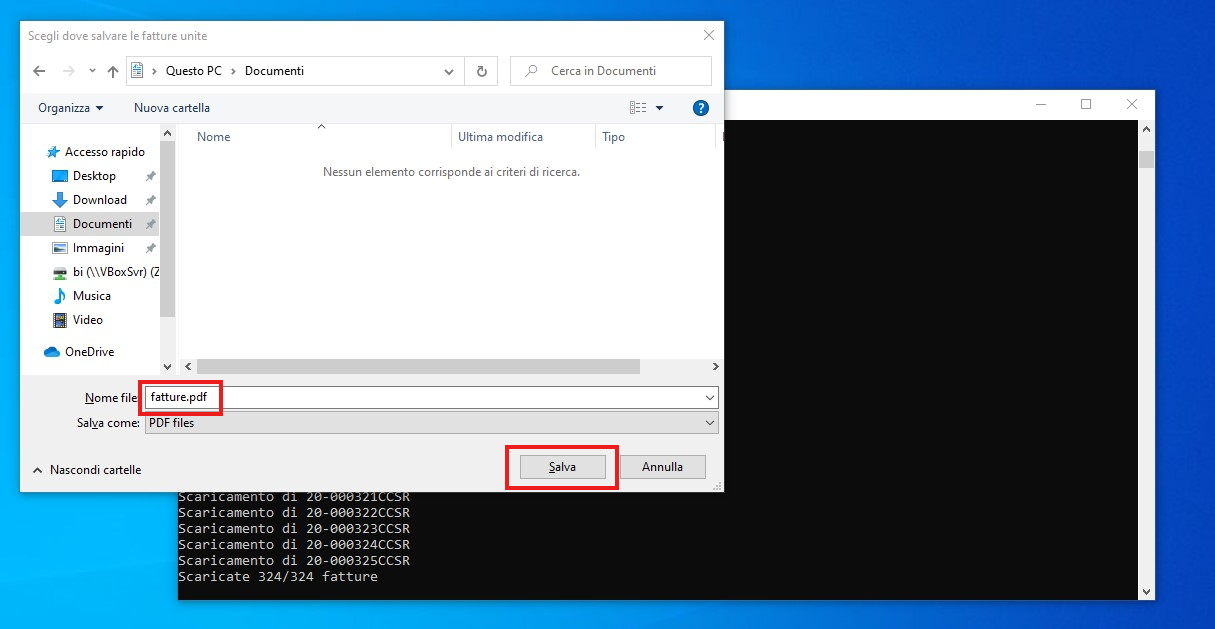 Scegli dove salvare le fatture unite
Questo PC > Documenti
Cerca in Documenti
Organizza
Nuova cartella
?
Nome
Ultima modifica
Tipo
Nessun elemento corrisponde ai criteri di ricerca.
Accesso rapido
Desktop
Download
Documenti
Immagini
bi (\\VBoxSvr) (Z
Musica
Video
OneDrive
Nome file
fatture.pdf
Salva come:
PDF files
Nascondi cartelle
Salva
Annulla
Scaricamento di 20-000321CCSR
Scaricamento di 20-000322CCSR
Scaricamento di 20-000323CCSR
Scaricamento di 20-000324CCSR
Scaricamento di 20-000325CCSR
Scaricate 324/324 fatture